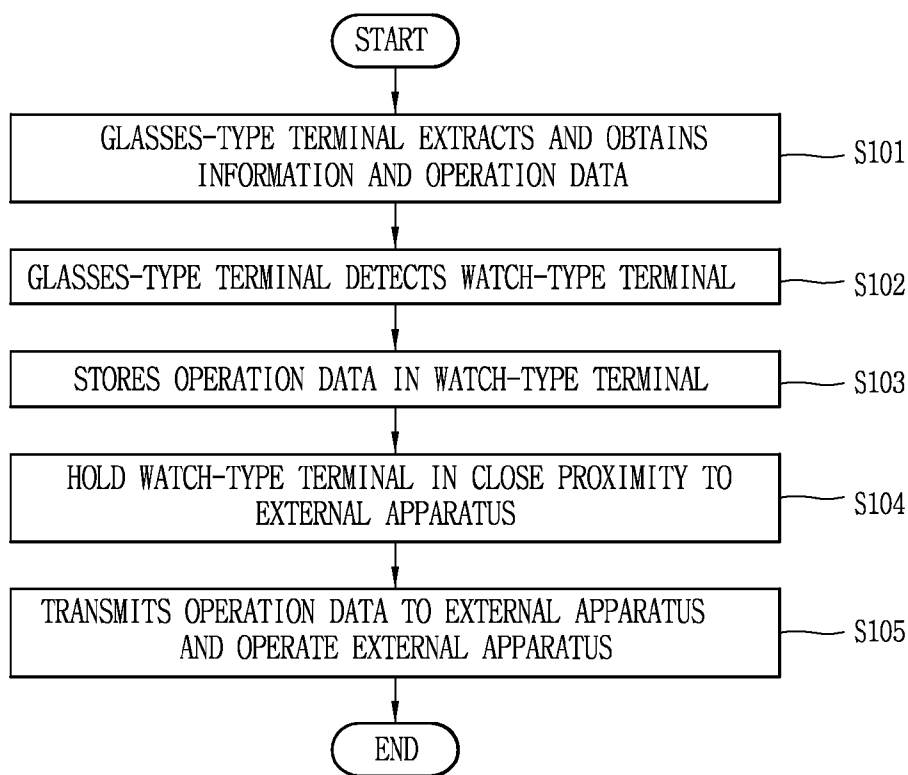 START
GLASSES-TYPE TERMINAL EXTRACTS AND OBTAINS
INFORMATION AND OPERATION DATA
S101
GLASSES-TYPE TERMINAL DETECTS WATCH-TYPE TERMINAL
S102
STORES OPERATION DATA IN WATCH-TYPE TERMINAL
S103
HOLD WATCH-TYPE TERMINAL IN CLOSE PROXIMITY TO
EXTERNAL APPARATUS
S104
TRANSMITS OPERATION DATA TO EXTERNAL APPARATUS
AND OPERATE EXTERNAL APPARATUS
S105
END